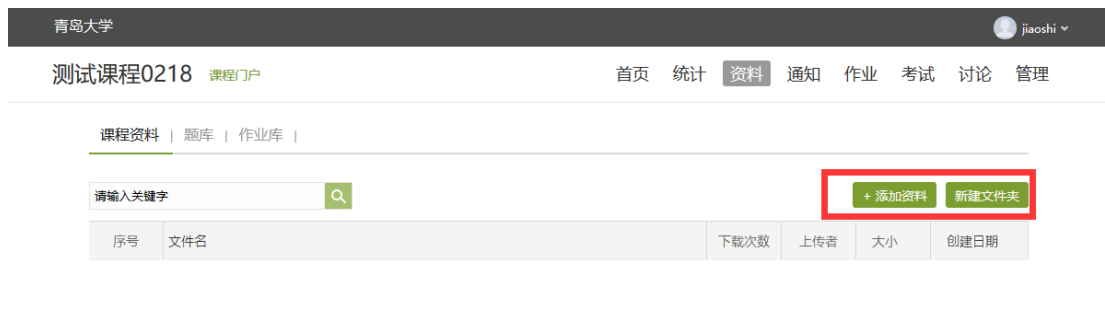 青岛大学 jiaoshi
测试课程0218 课程门户 首页 统计 资料 通知 作业 考试 讨论 管理
课程资料 | 题库 | 作业库 |
请输入关键字 + 添加资料 新建文件夹
序号 文件名 下载次数 上传者 大小 创建日期